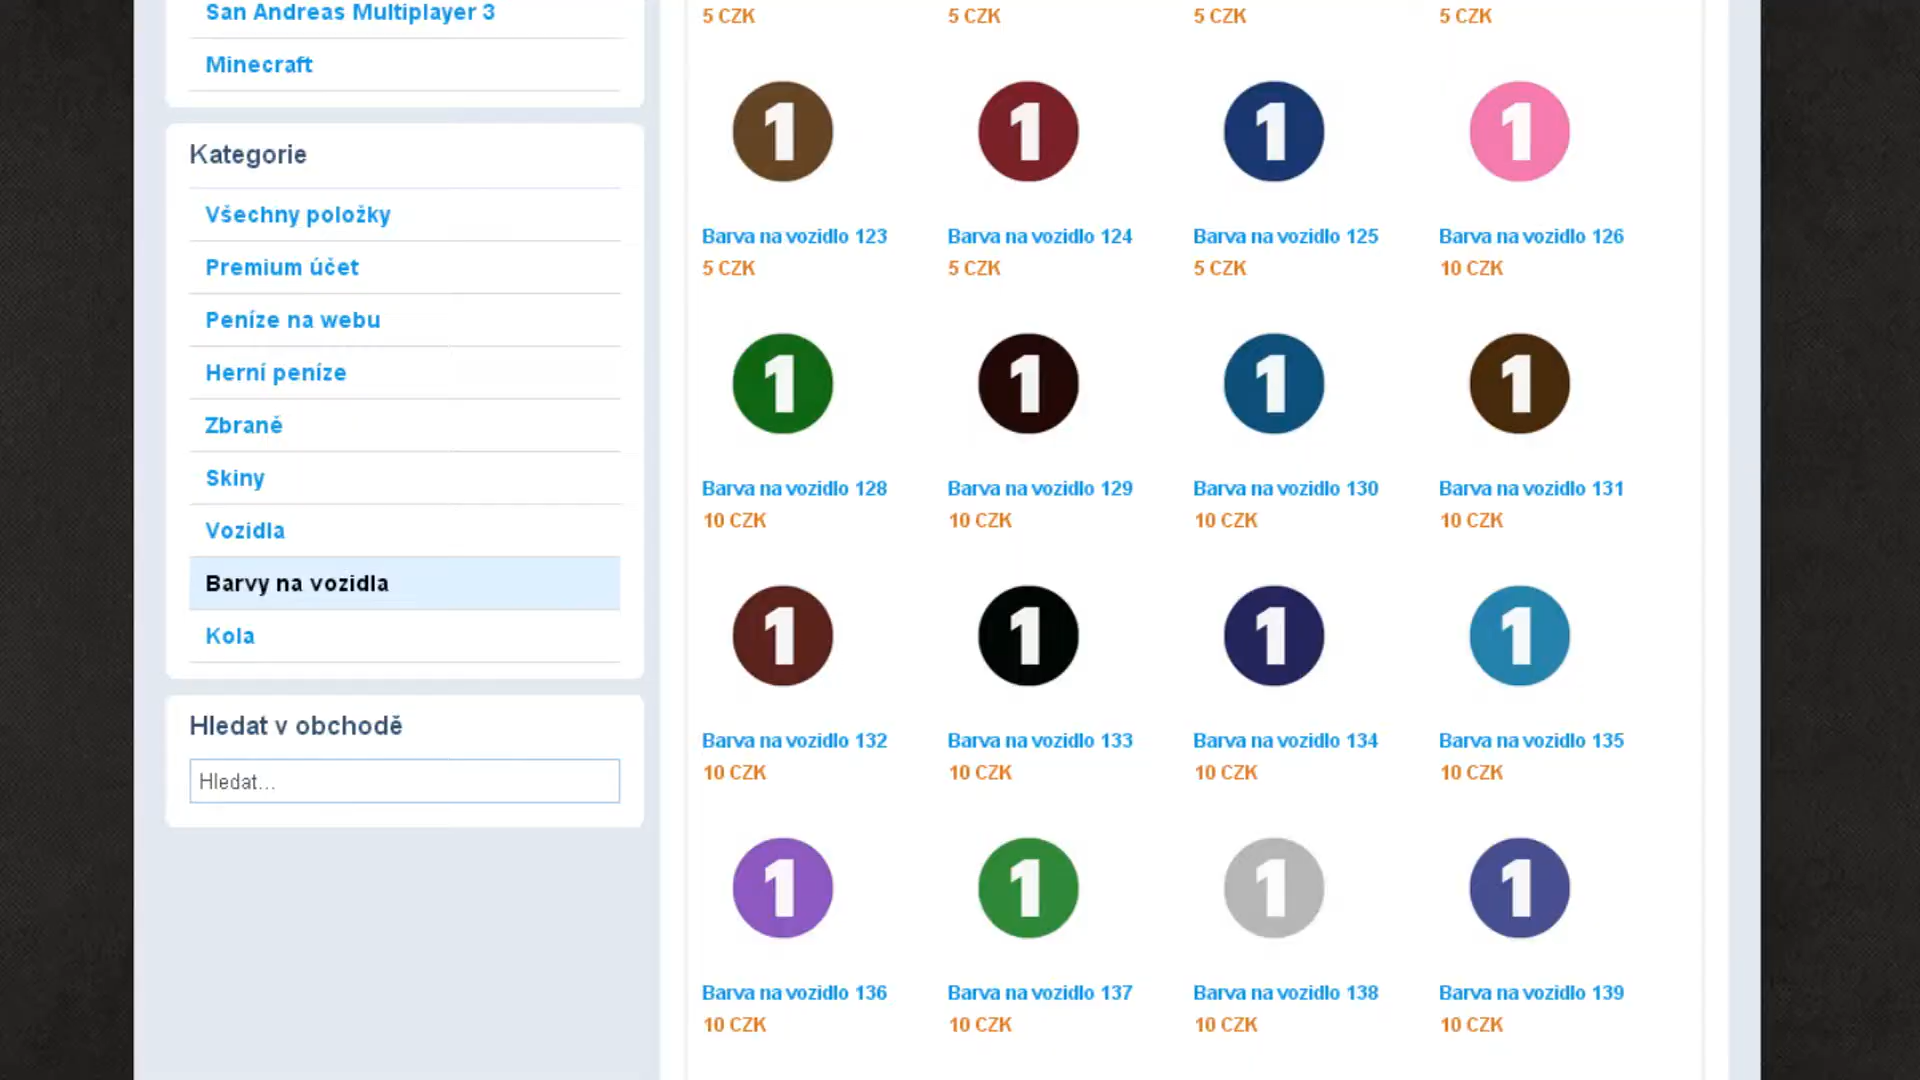 San Andreas Multiplayer 3
Minecraft
Kategorie
Všechny položky
Premium účet
Peníze na webu
Herní peníze
Zbraně
Skiny
Vozidla
Barvy na vozidla
Kola
Hledat v obchodě
Hledat...
5 CZK 5 CZK 5 CZK 5 CZK
1 1 1 1
Barva na vozidlo 123 Barva na vozidlo 124 Barva na vozidlo 125 Barva na vozidlo 126
5 CZK 5 CZK 5 CZK 10 CZK
1 1 1 1
Barva na vozidlo 128 Barva na vozidlo 129 Barva na vozidlo 130 Barva na vozidlo 131
10 CZK 10 CZK 10 CZK 10 CZK
1 1 1 1
Barva na vozidlo 132 Barva na vozidlo 133 Barva na vozidlo 134 Barva na vozidlo 135
10 CZK 10 CZK 10 CZK 10 CZK
1 1 1 1
Barva na vozidlo 136 Barva na vozidlo 137 Barva na vozidlo 138 Barva na vozidlo 139
10 CZK 10 CZK 10 CZK 10 CZK